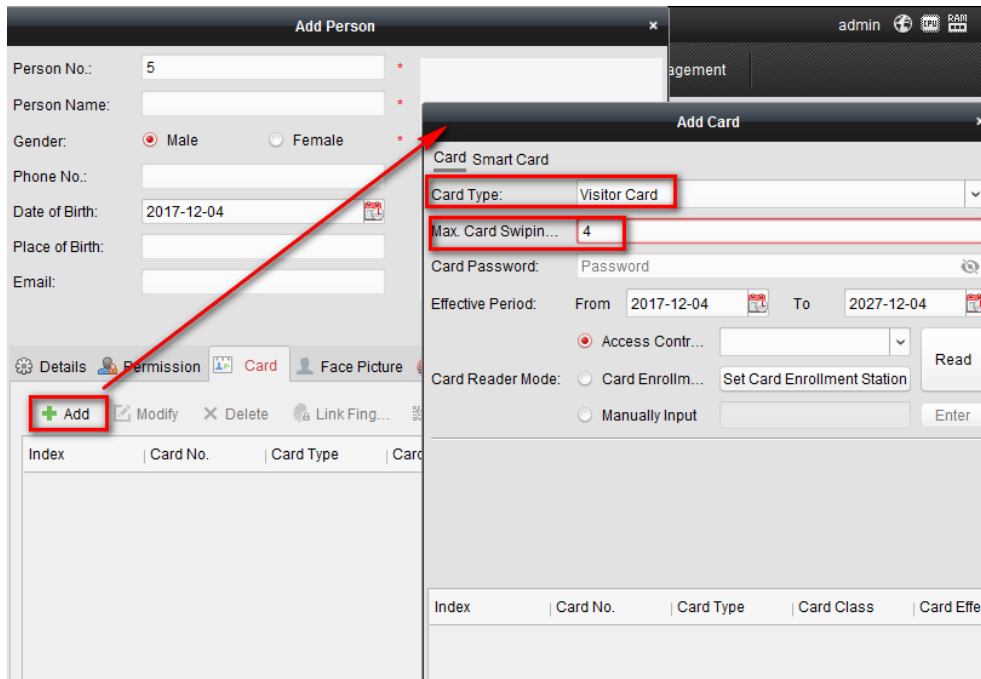 Add Person
×
admin
CPU
RAM
agement
Person No.: 5 *
Person Name: *
Gender: Male Female *
Phone No.:
Date of Birth: 2017-12-04
Place of Birth:
Email:
Details Permission Card Face Picture
Add Modify Delete Link Fing...
Index Card No. Card Type Card
Add Card
Card Smart Card
Card Type: Visitor Card
Max. Card Swipin... 4
Card Password: Password
Effective Period: From 2017-12-04 To 2027-12-04
Card Reader Mode:
Access Contr...
Read
Card Enrollm... Set Card Enrollment Station
Manually Input Enter
Index Card No. Card Type Card Class Card Effe